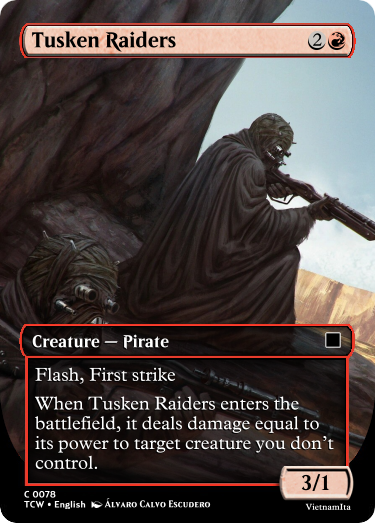 Tusken Raiders 2
Creature — Pirate
Flash, First strike
When Tusken Raiders enters the
battlefield, it deals damage equal to
its power to target creature you don't
control.
3/1
C 0078
TCW • English Álvaro Calvo Escudero
VietnamIta